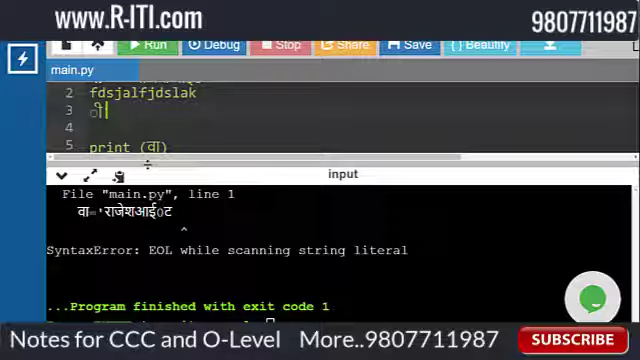 www.R-ITI.com
9807711987
Run Debug Stop Share Save { } Beautify
main.py
2 fdsjalfjdslak
3 ी
4
5 print (वा)
input
File "main.py", line 1
वा='राजेशआई0ट
^
SyntaxError: EOL while scanning string literal
...Program finished with exit code 1
Notes for CCC and O-Level More..9807711987
SUBSCRIBE